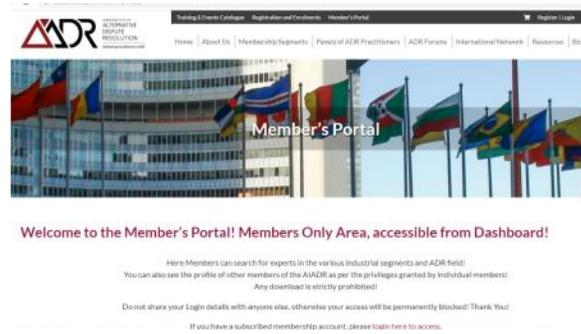 Training & Events Catalogue Registration and Enrolments Member's Portal Register | Login
AIADR
ALTERNATIVE
DISPUTE
RESOLUTION
Home About Us Membership Segments Panels of ADR Practitioners ADR Forums International Network Resources
Member's Portal
Welcome to the Member's Portal! Members Only Area, accessible from Dashboard!
Here Members can search for experts in the various industrial segments and ADR field!
You can also see the profile of other members of the AIADR as per the privileges granted by individual members!
Any download is strictly prohibited!
Do not share your Login details with anyone else, otherwise your access will be permanently blocked! Thank You!
If you have a subscribed membership account, please login here to access.